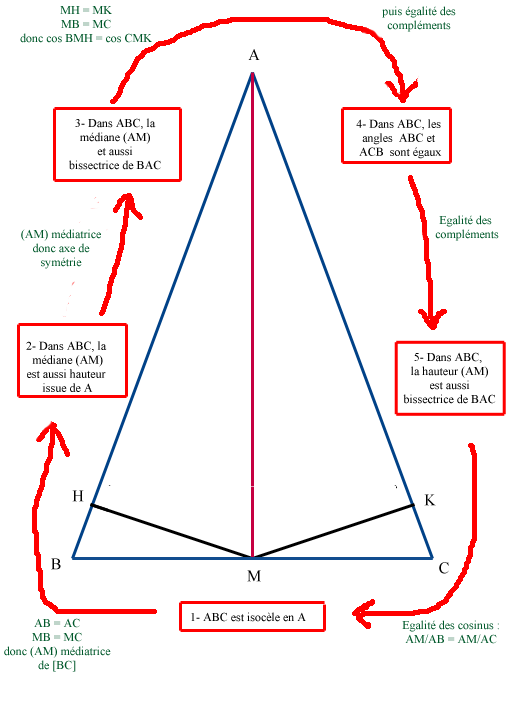 MH = MK
MB = MC
donc cos BMH = cos CMK
puis égalité des
compléments
A
3- Dans ABC, la
médiane (AM)
et aussi
bissectrice de BAC
4- Dans ABC, les
angles ABC et
ACB sont égaux
(AM) médiatrice
donc axe de
symétrie
Egalité des
compléments
2- Dans ABC, la
médiane (AM)
est aussi hauteur
issue de A
5- Dans ABC,
la hauteur (AM)
est aussi
bissectrice de BAC
H
K
B
M
C
1- ABC est isocèle en A
AB = AC
MB = MC
donc (AM) médiatrice
de [BC]
Egalité des cosinus :
AM/AB = AM/AC